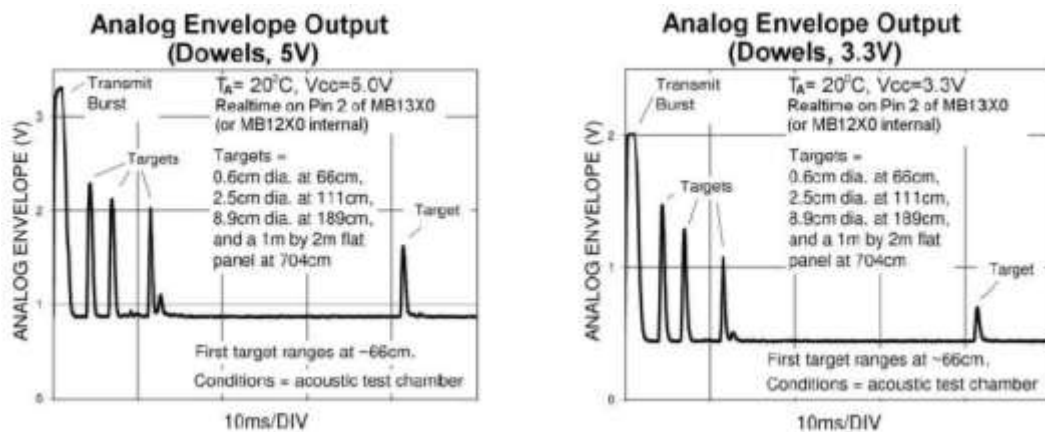 Analog Envelope Output
(Dowels, 5V)
Transmit
Burst
TA= 20°C, Vcc=5.0V
Realtime on Pin 2 of MB13X0
(or MB12X0 internal)
Targets
Targets =
0.6cm dia. at 66cm,
2.5cm dia. at 111cm,
8.9cm dia. at 189cm,
and a 1m by 2m flat
panel at 704cm
Target
First target ranges at ~66cm.
Conditions = acoustic test chamber
ANALOG ENVELOPE (V)
3
2
1
0
10ms/DIV
Analog Envelope Output
(Dowels, 3.3V)
Transmit
Burst
TA= 20°C, Vcc=3.3V
Realtime on Pin 2 of MB13X0
(or MB12X0 internal)
Targets
Targets =
0.6cm dia. at 66cm,
2.5cm dia. at 111cm,
8.9cm dia. at 189cm,
and a 1m by 2m flat
panel at 704cm
Target
First target ranges at ~66cm.
Conditions = acoustic test chamber
ANALOG ENVELOPE (V)
2
1
0
10ms/DIV